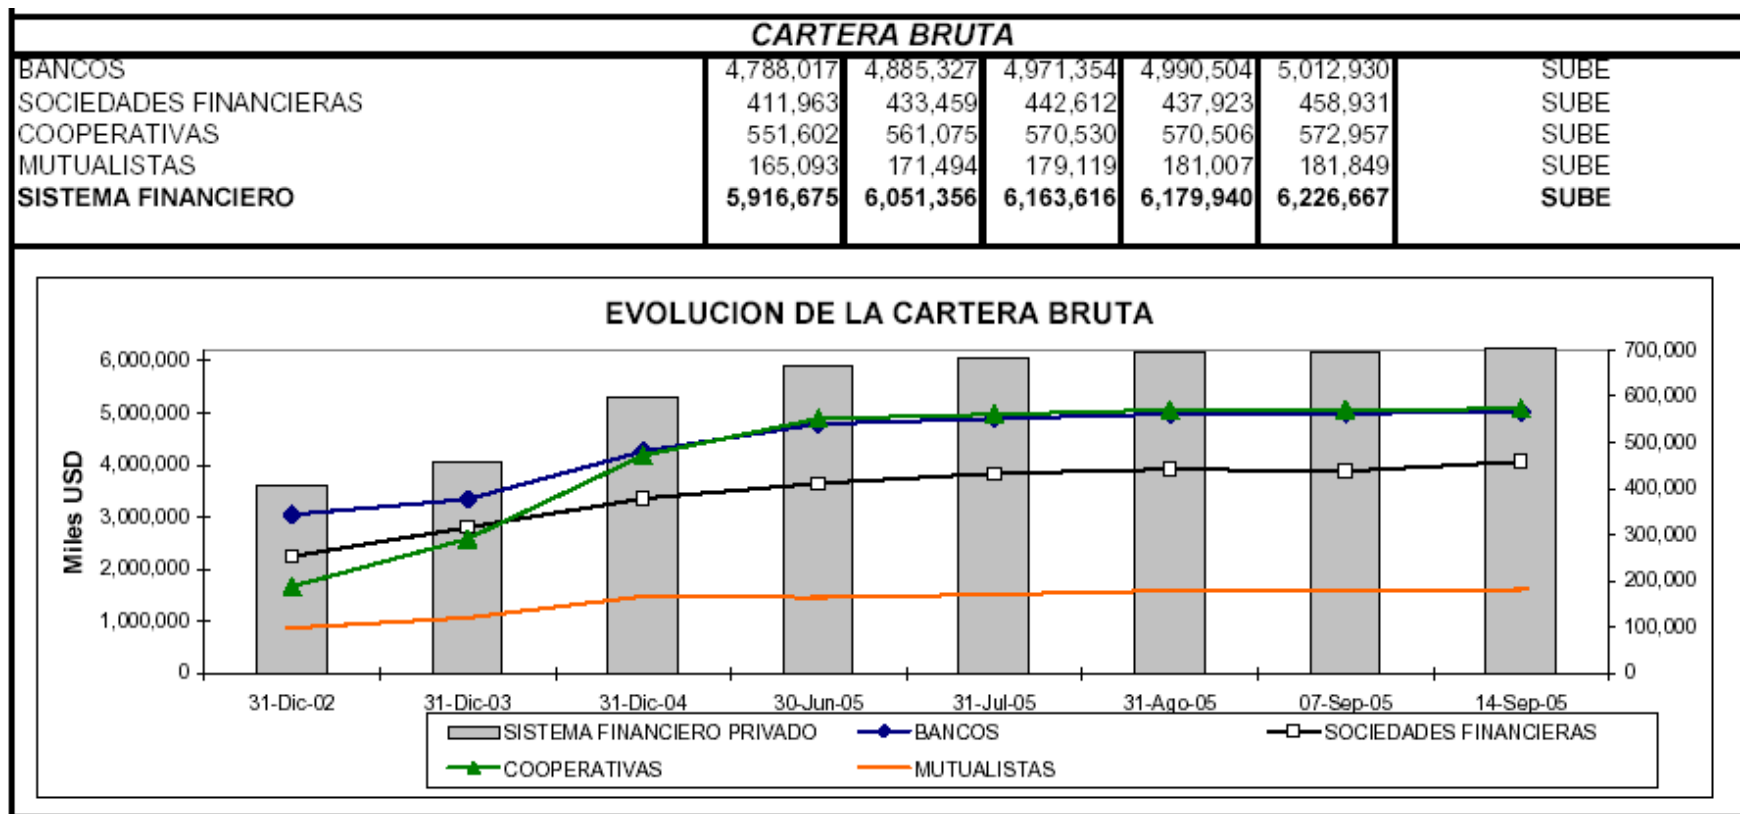 CARTERA BRUTA
BANCOS 4,788,017 4,885,327 4,971,354 4,990,504 5,012,930 SUBE
SOCIEDADES FINANCIERAS 411,963 433,459 442,612 437,923 458,931 SUBE
COOPERATIVAS 551,602 561,075 570,530 570,506 572,957 SUBE
MUTUALISTAS 165,093 171,494 179,119 181,007 181,849 SUBE
SISTEMA FINANCIERO 5,916,675 6,051,356 6,163,616 6,179,940 6,226,667 SUBE
EVOLUCION DE LA CARTERA BRUTA
Miles USD
6,000,000
5,000,000
4,000,000
3,000,000
2,000,000
1,000,000
0
700,000
600,000
500,000
400,000
300,000
200,000
100,000
0
31-Dic-02 31-Dic-03 31-Dic-04 30-Jun-05 31-Jul-05 31-Ago-05 07-Sep-05 14-Sep-05
SISTEMA FINANCIERO PRIVADO BANCOS SOCIEDADES FINANCIERAS
COOPERATIVAS MUTUALISTAS